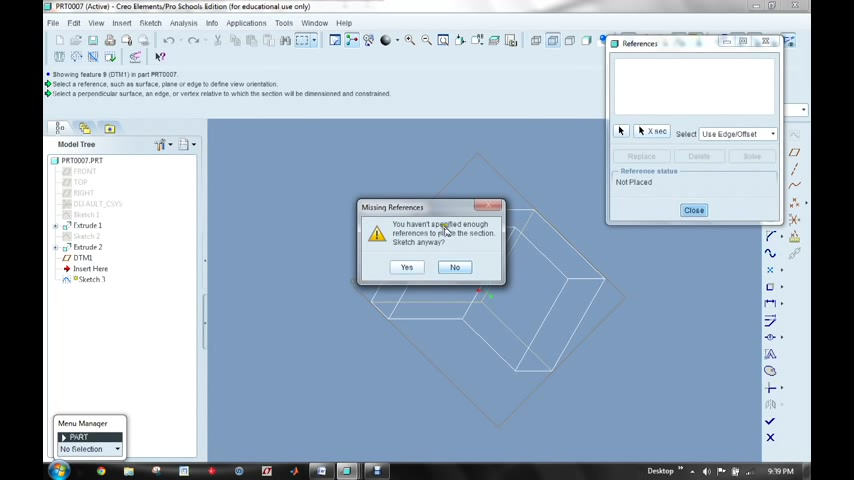 PRT0007 (Active) - Creo Elements/Pro Schools Edition (for educational use only)
File Edit View Insert Sketch Analysis Info Applications Tools Window Help
Showing feature 9 (DTM1) in part PRT0007.
Select a reference, such as surface, plane or edge to define view orientation.
Select a perpendicular surface, an edge, or vertex relative to which the section will be dimensioned and constrained.
Model Tree
PRT0007.PRT
FRONT
TOP
RIGHT
DEFAULT_CSYS
Sketch 1
Extrude 1
Sketch 2
Extrude 2
DTM1
Insert Here
Sketch 3
Missing References
You haven't specified enough
references to place the section.
Sketch anyway?
Yes No
References
X sec Select Use Edge/Offset
Replace Delete Solve
Reference status
Not Placed
Close
Menu Manager
PART
No Selection
Desktop 9:39 PM